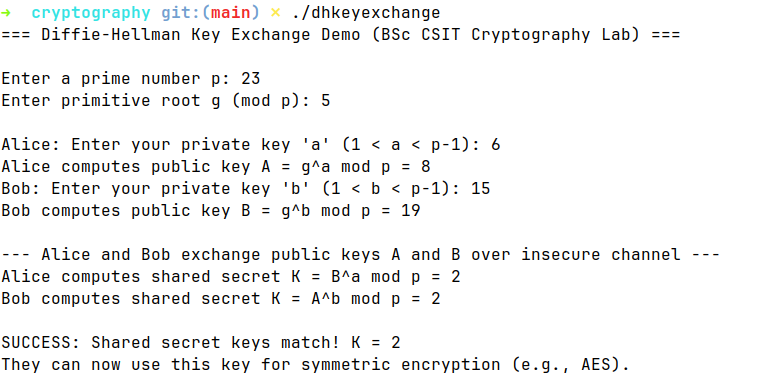 → cryptography git:(main) × ./dhkeyexchange
=== Diffie-Hellman Key Exchange Demo (BSc CSIT Cryptography Lab) ===
Enter a prime number p: 23
Enter primitive root g (mod p): 5
Alice: Enter your private key 'a' (1 < a < p-1): 6
Alice computes public key A = g^a mod p = 8
Bob: Enter your private key 'b' (1 < b < p-1): 15
Bob computes public key B = g^b mod p = 19
--- Alice and Bob exchange public keys A and B over insecure channel ---
Alice computes shared secret K = B^a mod p = 2
Bob computes shared secret K = A^b mod p = 2
SUCCESS: Shared secret keys match! K = 2
They can now use this key for symmetric encryption (e.g., AES).